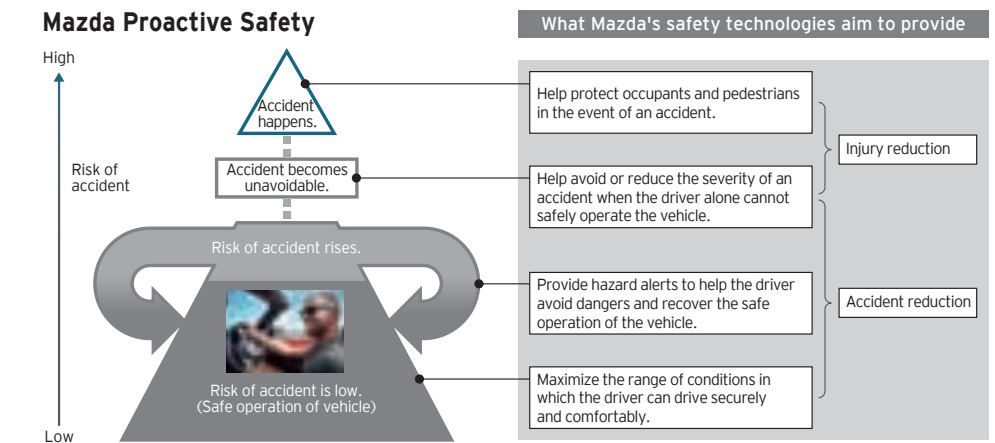 Mazda Proactive Safety
What Mazda's safety technologies aim to provide
High
Risk of
accident
Low
Accident
happens.
Accident becomes
unavoidable.
Risk of accident rises.
Risk of accident is low.
(Safe operation of vehicle)
Help protect occupants and pedestrians
in the event of an accident.
Help avoid or reduce the severity of an
accident when the driver alone cannot
safely operate the vehicle.
Provide hazard alerts to help the driver
avoid dangers and recover the safe
operation of the vehicle.
Maximize the range of conditions in
which the driver can drive securely
and comfortably.
Injury reduction
Accident reduction